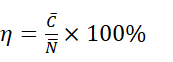 η = C̄/N̄ × 100%